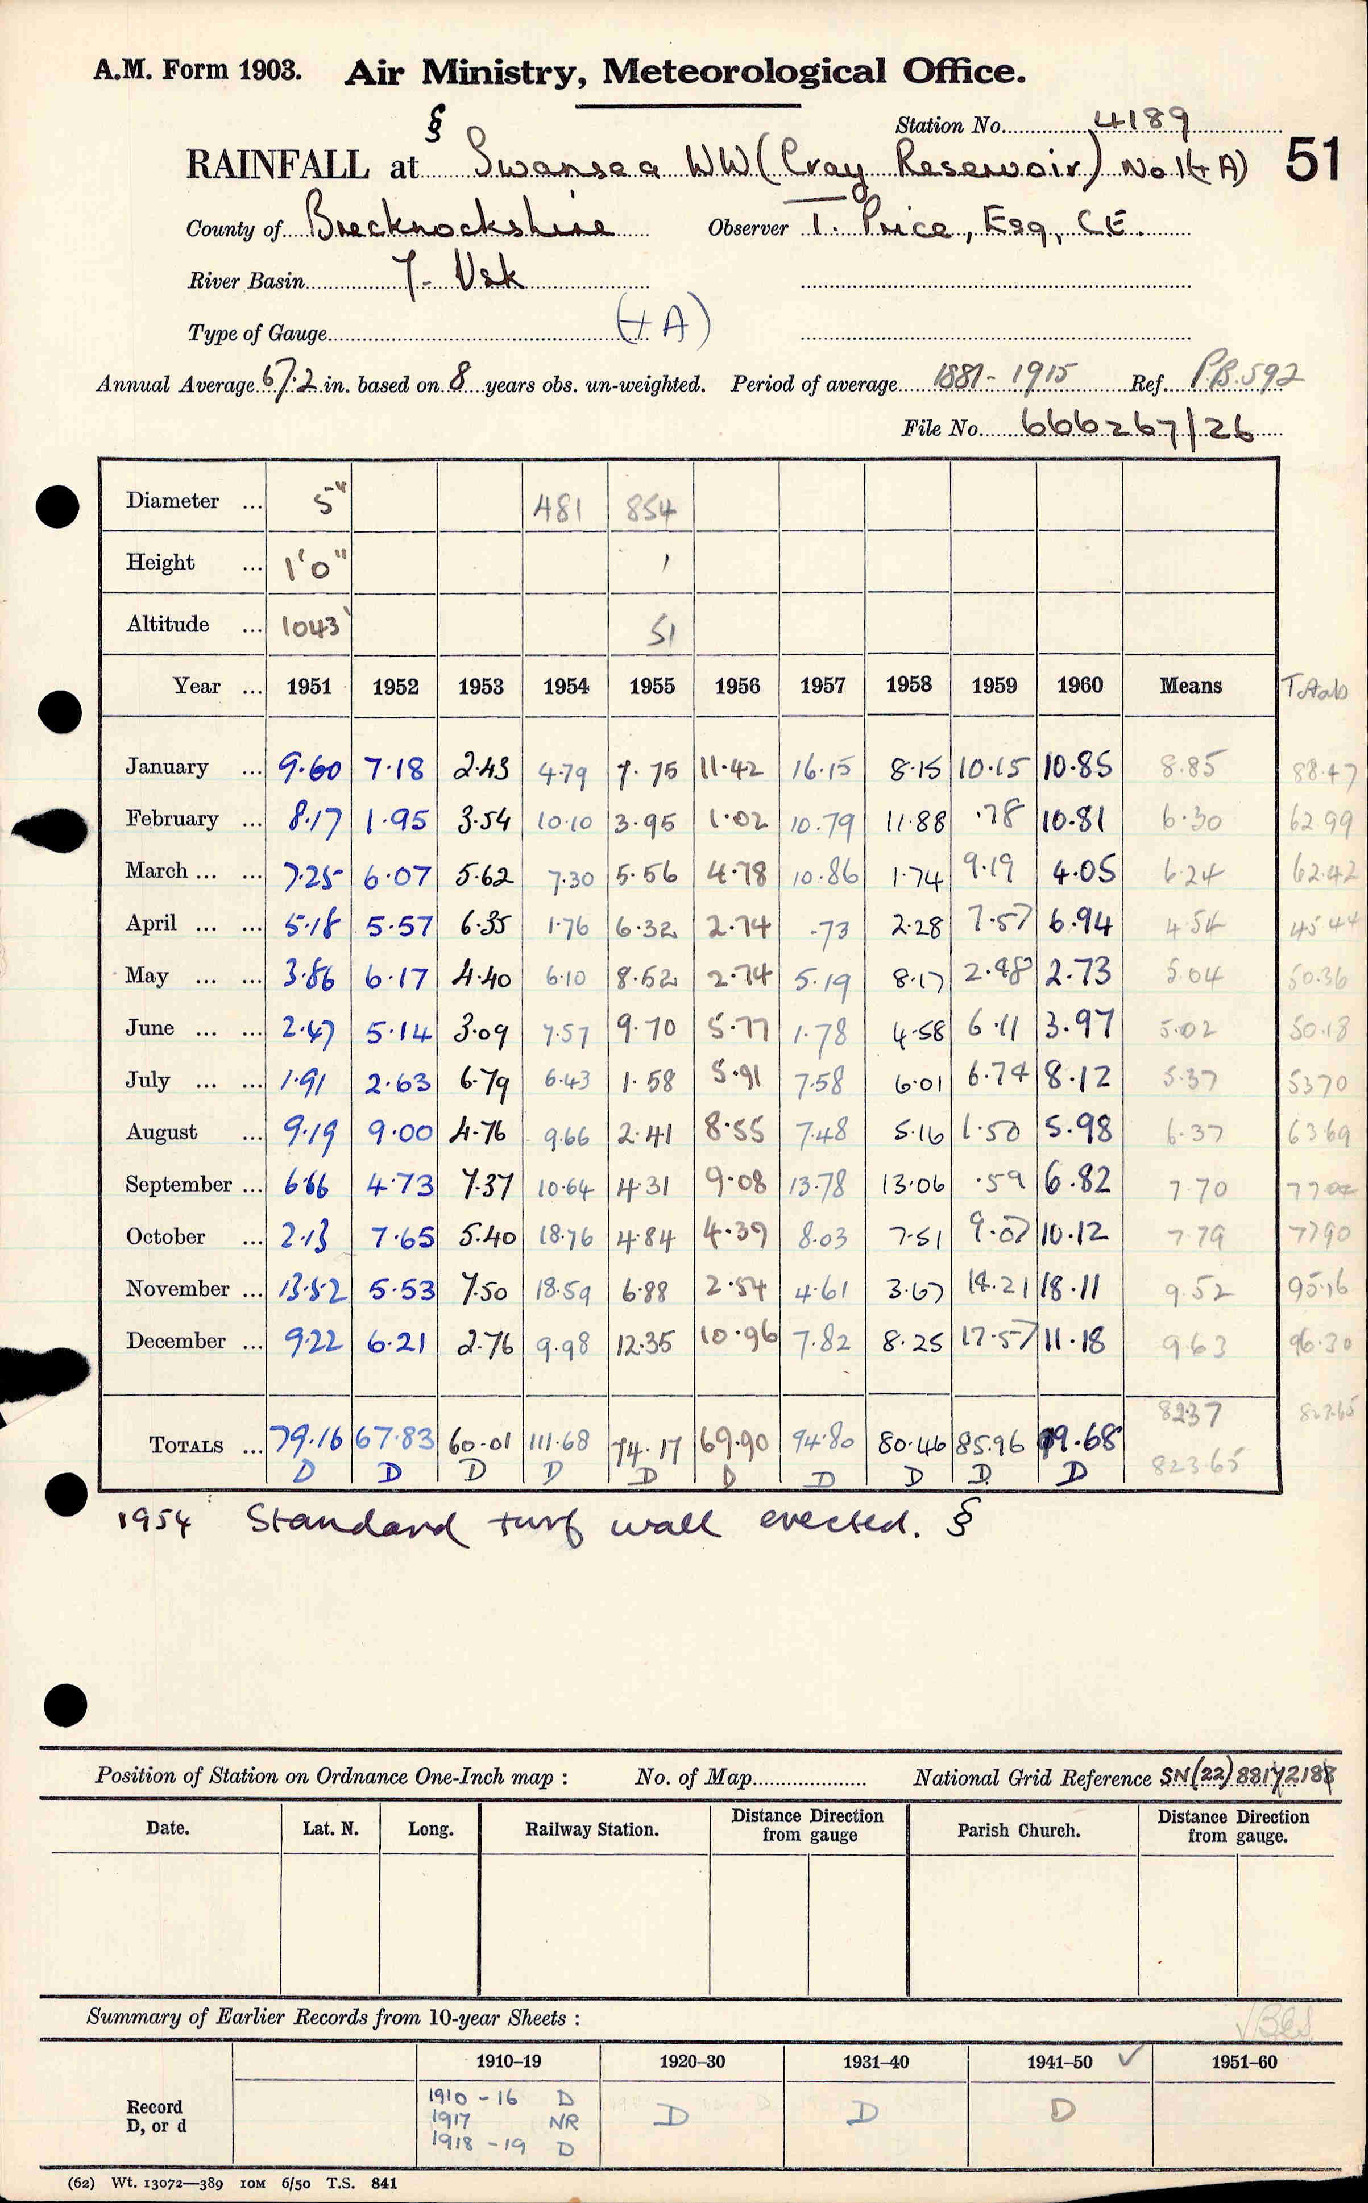 A.M. Form 1903. Air Ministry, Meteorological Office.
§
Station No. 4189
RAINFALL at Swansea WW (Cray Reservoir) No 1 (+ A) 51
County of Brecknockshire Observer T. Price, Esq, C.E.
River Basin 7- Usk
Type of Gauge (+ A)
Annual Average 67.2 in. based on 8 years obs. un-weighted. Period of average 1881-1915 Ref. P.B. 592
File No. 666267/26
Diameter ... 5" 481 854
Height ... 1'0" '
Altitude ... 1043' 51
Year ... 1951 1952 1953 1954 1955 1956 1957 1958 1959 1960 Means Totals
January ... 9.60 7.18 2.43 4.79 7.75 11.42 16.15 8.15 10.15 10.85 8.85 88.47
February ... 8.17 1.95 3.54 10.10 3.95 1.02 10.79 11.88 .78 10.81 6.30 62.99
March ... ... 7.25 6.07 5.62 7.30 5.56 4.78 10.86 1.74 9.19 4.05 6.24 62.42
April ... ... 5.18 5.57 6.35 1.76 6.32 2.74 .73 2.28 7.57 6.94 4.54 45.44
May ... ... 3.86 6.17 4.40 6.10 8.52 2.74 5.19 8.17 2.48 2.73 5.04 50.36
June ... ... 2.47 5.14 3.09 7.57 9.70 5.77 1.78 4.58 6.11 3.97 5.02 50.18
July ... ... 1.91 2.63 6.79 6.43 1.58 5.91 7.58 6.01 6.74 8.12 5.37 53.70
August ... 9.19 9.00 4.76 9.66 2.41 8.55 7.48 5.16 1.50 5.98 6.37 63.69
September ... 6.66 4.73 7.37 10.64 4.31 9.08 13.78 13.06 .59 6.82 7.70 77.04
October ... 2.13 7.65 5.40 18.76 4.84 4.39 8.03 7.51 9.07 10.12 7.79 77.90
November ... 13.52 5.53 7.50 18.59 6.88 2.54 4.61 3.67 14.21 18.11 9.52 95.16
December ... 9.22 6.21 2.76 9.98 12.35 10.96 7.82 8.25 17.57 11.18 9.63 96.30
82.37 823.65
TOTALS ... 79.16 67.83 60.01 111.68 74.17 69.90 94.80 80.46 85.96 99.68 823.65
D D D D D D D D D D
1954 Standard turf wall erected. §
Position of Station on Ordnance One-Inch map : No. of Map National Grid Reference SN(22)
Date. Lat. N. Long. Railway Station. Distance Direction from gauge Parish Church. Distance Direction from gauge.
Summary of Earlier Records from 10-year Sheets :
1910–19 1920–30 1931–40 1941–50 ✓ 1951–60
Record D, or d
1910 - 16 D D D D
1917 NR
1918 - 19 D
(62) Wt. 13072—389 10M 6/50 T.S. 841